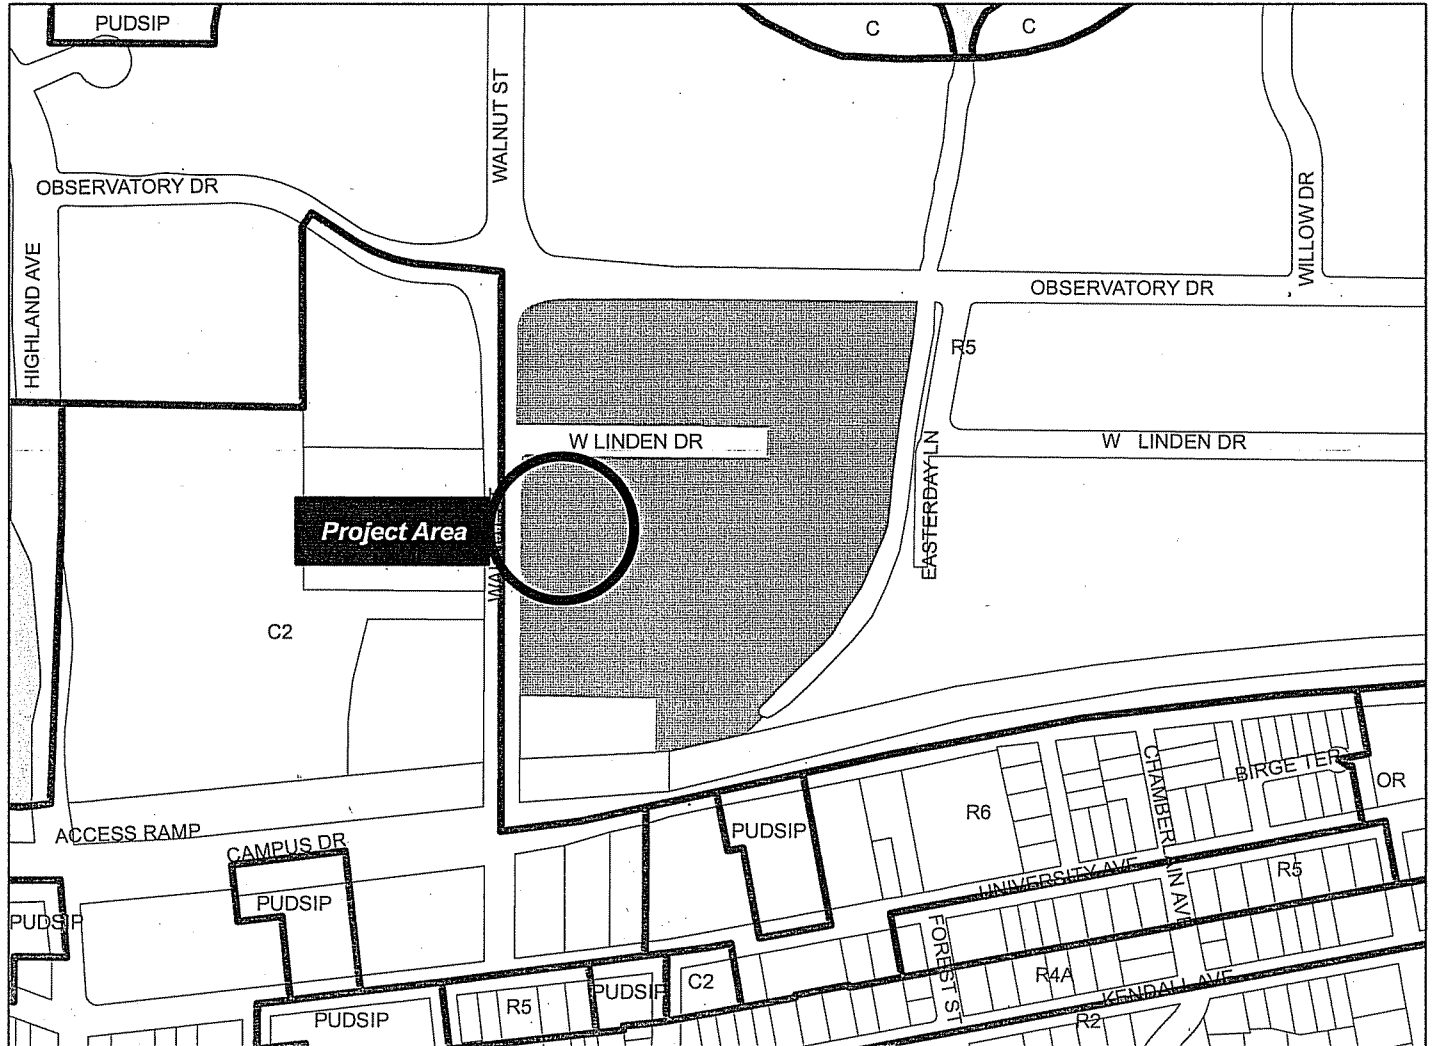 PUDSIP
C
C
WALNUT ST
OBSERVATORY DR
WILLOW DR
HIGHLAND AVE
OBSERVATORY DR
R5
W LINDEN DR
W LINDEN DR
EASTERDAY LN
Project Area
C2
CHAMBERLAIN AVE
BIRGE TER
OR
R6
PUDSIP
ACCESS RAMP
CAMPUS DR
UNIVERSITY AVE
R5
PUDSIP
PUDSIP
FOREST ST
R4A
C2
KENDALL AVE
PUDSIP
R5
PUDSIP
R2